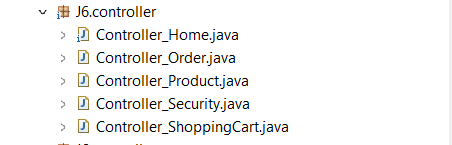 J6.controller
Controller_Home.java
Controller_Order.java
Controller_Product.java
Controller_Security.java
Controller_ShoppingCart.java